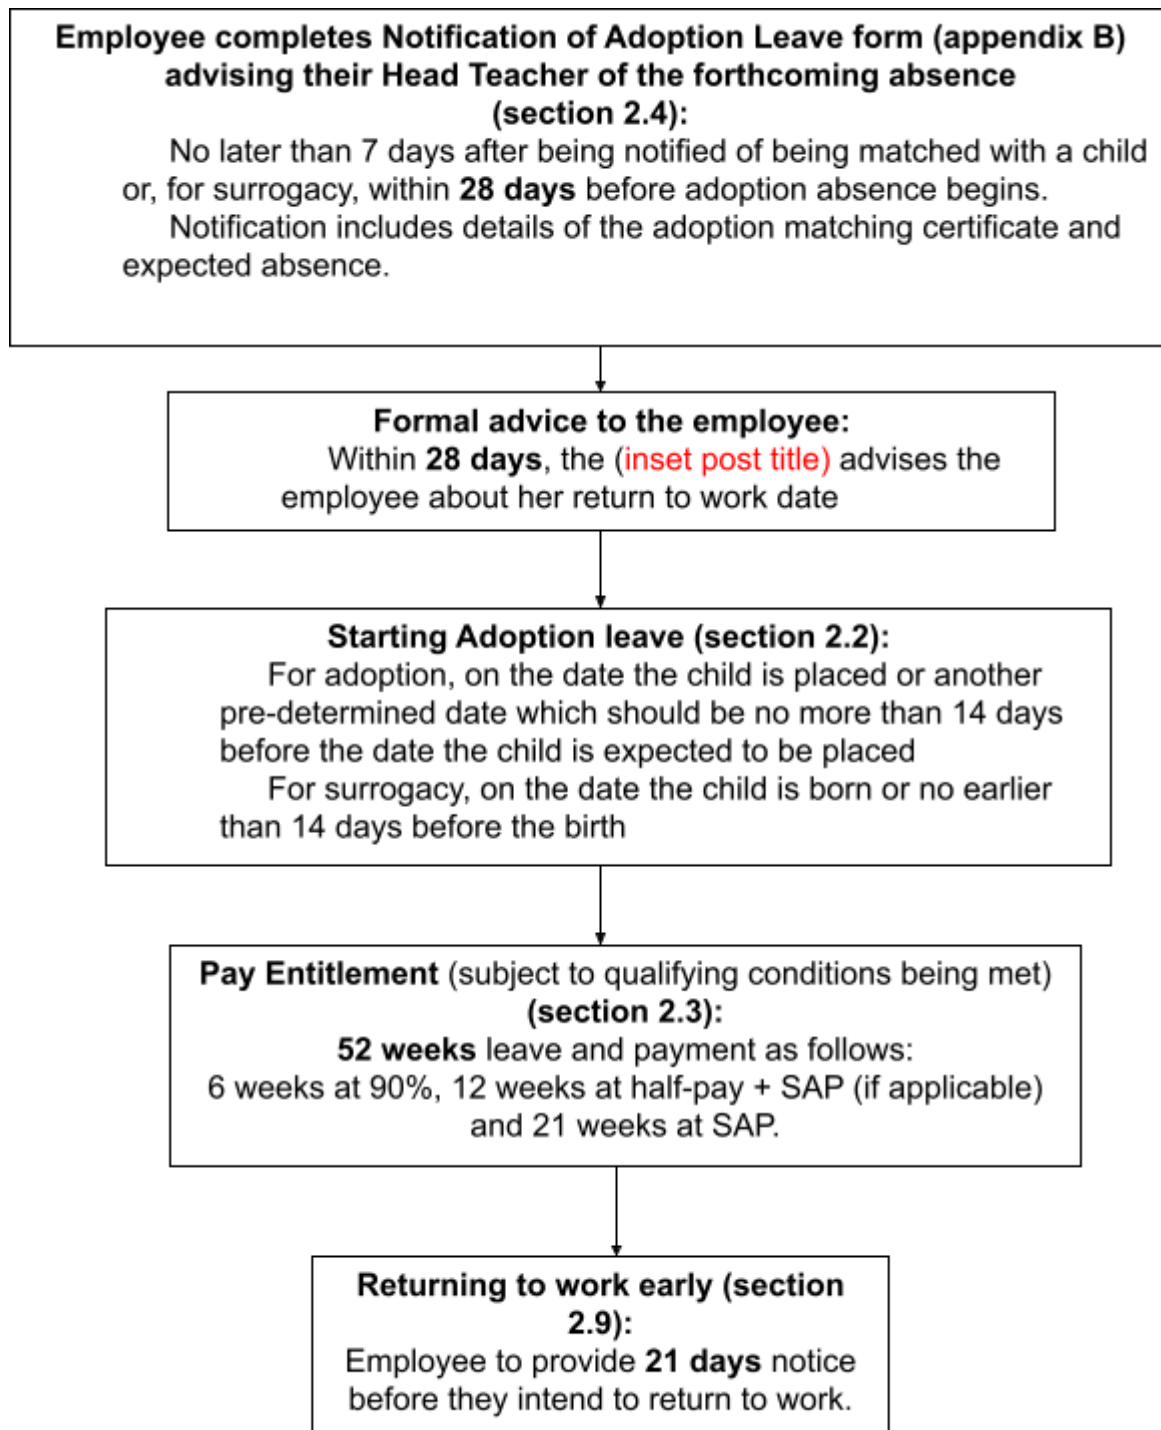 Employee completes Notification of Adoption Leave form (appendix B)
advising their Head Teacher of the forthcoming absence
(section 2.4):
No later than 7 days after being notified of being matched with a child
or, for surrogacy, within 28 days before adoption absence begins.
Notification includes details of the adoption matching certificate and
expected absence.
Formal advice to the employee:
Within 28 days, the (inset post title) advises the
employee about her return to work date
Starting Adoption leave (section 2.2):
For adoption, on the date the child is placed or another
pre-determined date which should be no more than 14 days
before the date the child is expected to be placed
For surrogacy, on the date the child is born or no earlier
than 14 days before the birth
Pay Entitlement (subject to qualifying conditions being met)
(section 2.3):
52 weeks leave and payment as follows:
6 weeks at 90%, 12 weeks at half-pay + SAP (if applicable)
and 21 weeks at SAP.
Returning to work early (section
2.9):
Employee to provide 21 days notice
before they intend to return to work.